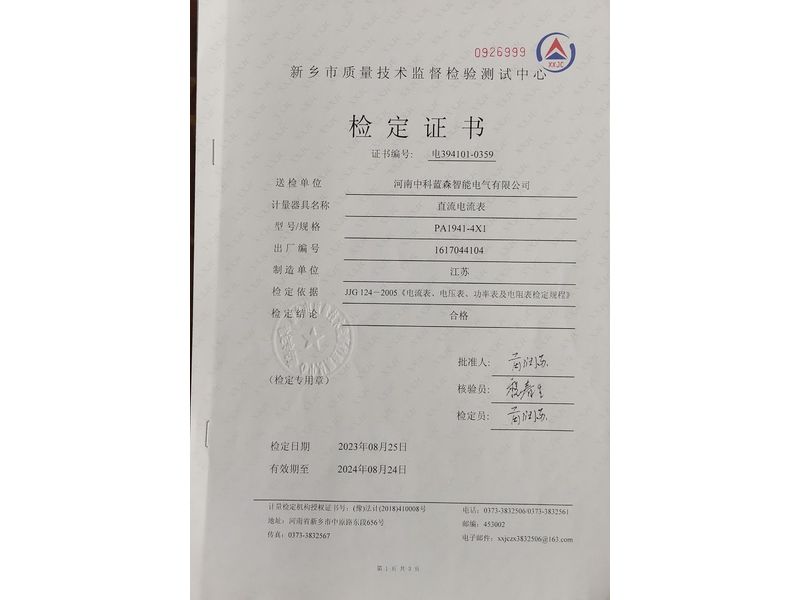 0926999
XXJC
新乡市质量技术监督检验测试中心
检定证书
证书编号: 电394101-0359
送检单位 河南中科蓝森智能电气有限公司
计量器具名称 直流电流表
型号/规格 PA1941-4X1
出厂编号 1617044104
制造单位 江苏
检定依据 JJG 124－2005《电流表、电压表、功率表及电阻表检定规程》
检定结论 合格
批准人:
(检定专用章)
核验员:
检定员:
检定日期 2023年08月25日
有效期至 2024年08月24日
计量检定机构授权证书号: (豫)法计(2018)410008号
电话: 0373-3832506/0373-3832561
地址: 河南省新乡市中原路东段656号
邮编: 453002
传真: 0373-3832567
电子邮件: xxjczx3832506@163.com
第 1 页 共 3 页